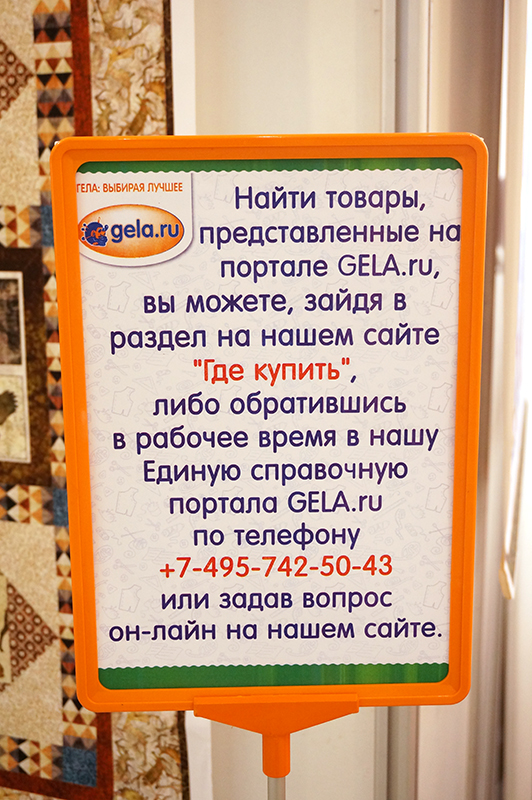 ГЕЛА: ВЫБИРАЯ ЛУЧШЕЕ
gela.ru
Найти товары,
представленные на
портале GELA.ru,
вы можете, зайдя в
раздел на нашем сайте
"Где купить",
либо обратившись
в рабочее время в нашу
Единую справочную
портала GELA.ru
по телефону
+7-495-742-50-43
или задав вопрос
он-лайн на нашем сайте.